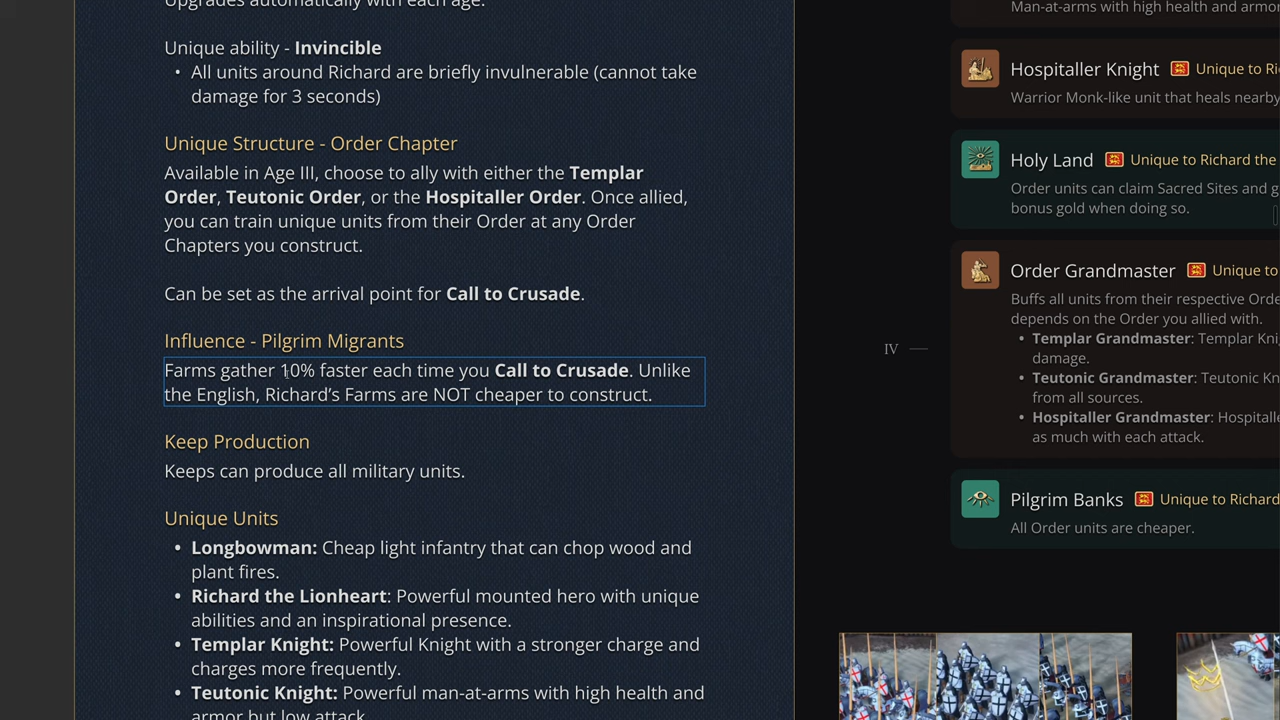 Upgrades automatically with each age.
Unique ability - Invincible
• All units around Richard are briefly invulnerable (cannot take
damage for 3 seconds)
Unique Structure - Order Chapter
Available in Age III, choose to ally with either the Templar
Order, Teutonic Order, or the Hospitaller Order. Once allied,
you can train unique units from their Order at any Order
Chapters you construct.
Can be set as the arrival point for Call to Crusade.
Influence - Pilgrim Migrants
Farms gather 10% faster each time you Call to Crusade. Unlike
the English, Richard’s Farms are NOT cheaper to construct.
Keep Production
Keeps can produce all military units.
Unique Units
• Longbowman: Cheap light infantry that can chop wood and
plant fires.
• Richard the Lionheart: Powerful mounted hero with unique
abilities and an inspirational presence.
• Templar Knight: Powerful Knight with a stronger charge and
charges more frequently.
• Teutonic Knight: Powerful man-at-arms with high health and
armor but low attack.
Man-at-arms with high health and armor
Hospitaller Knight Unique to Ri
Warrior Monk-like unit that heals nearby
Holy Land Unique to Richard the
Order units can claim Sacred Sites and g
bonus gold when doing so.
IV
Order Grandmaster Unique to
Buffs all units from their respective Orde
depends on the Order you allied with.
• Templar Grandmaster: Templar Kni
damage.
• Teutonic Grandmaster: Teutonic Kn
from all sources.
• Hospitaller Grandmaster: Hospitalle
as much with each attack.
Pilgrim Banks Unique to Richard
All Order units are cheaper.